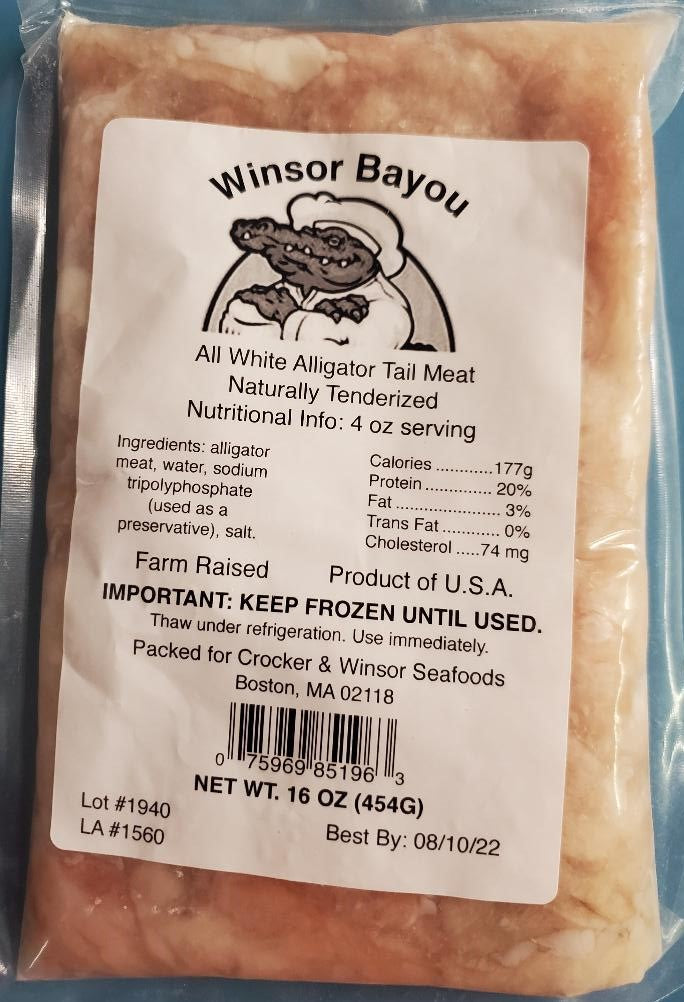 Winsor Bayou
All White Alligator Tail Meat
Naturally Tenderized
Nutritional Info: 4 oz serving
Ingredients: alligator
meat, water, sodium
tripolyphosphate
(used as a
preservative), salt.
Calories ............177g
Protein .............. 20%
Fat ...................... 3%
Trans Fat ............ 0%
Cholesterol .....74 mg
Farm Raised
Product of U.S.A.
IMPORTANT: KEEP FROZEN UNTIL USED.
Thaw under refrigeration. Use immediately.
Packed for Crocker & Winsor Seafoods
Boston, MA 02118
0 75969 85196 3
NET WT. 16 OZ (454G)
Lot #1940
LA #1560
Best By: 08/10/22